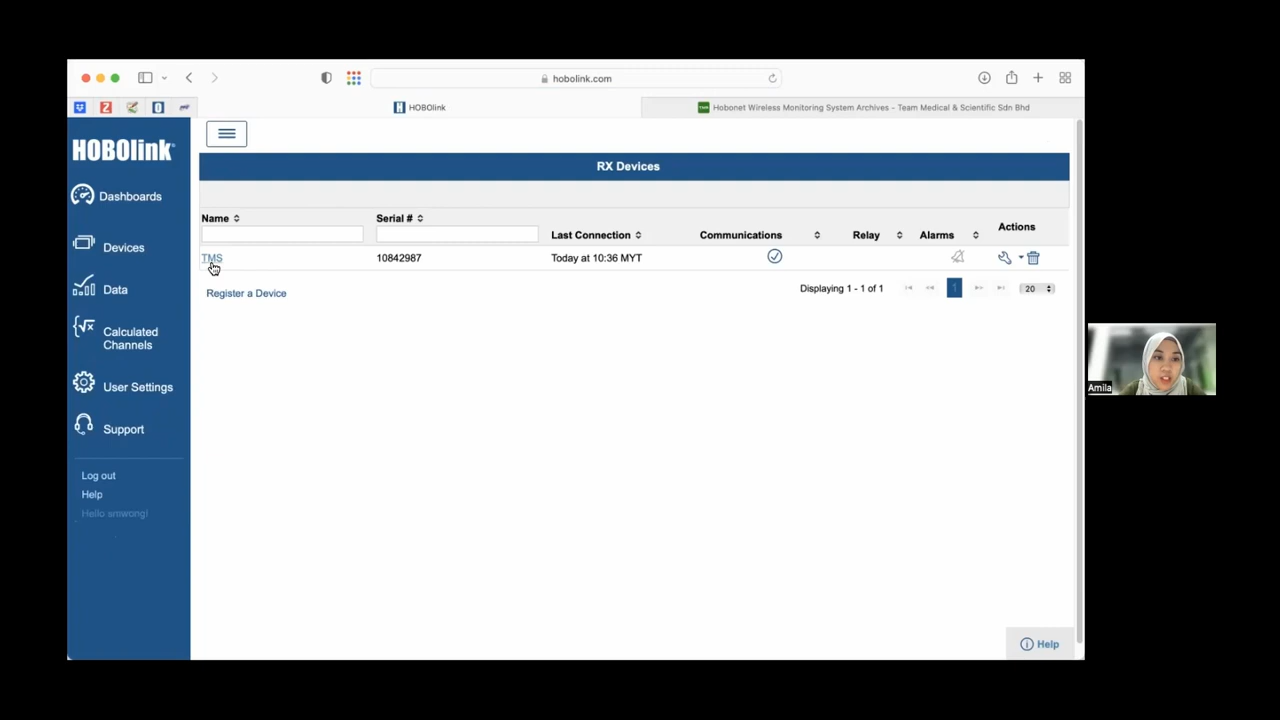 hobolink.com
HOBOlink
Hobonet Wireless Monitoring System Archives - Team Medical & Scientific Sdn Bhd
HOBOlink®
Dashboards
Devices
Data
Calculated
Channels
User Settings
Support
Log out
Help
Hello smwong!
RX Devices
Name
Serial #
Last Connection
Communications
Relay
Alarms
Actions
TMS
10842987
Today at 10:36 MYT
Register a Device
Displaying 1 - 1 of 1
1
20
Help
Amila